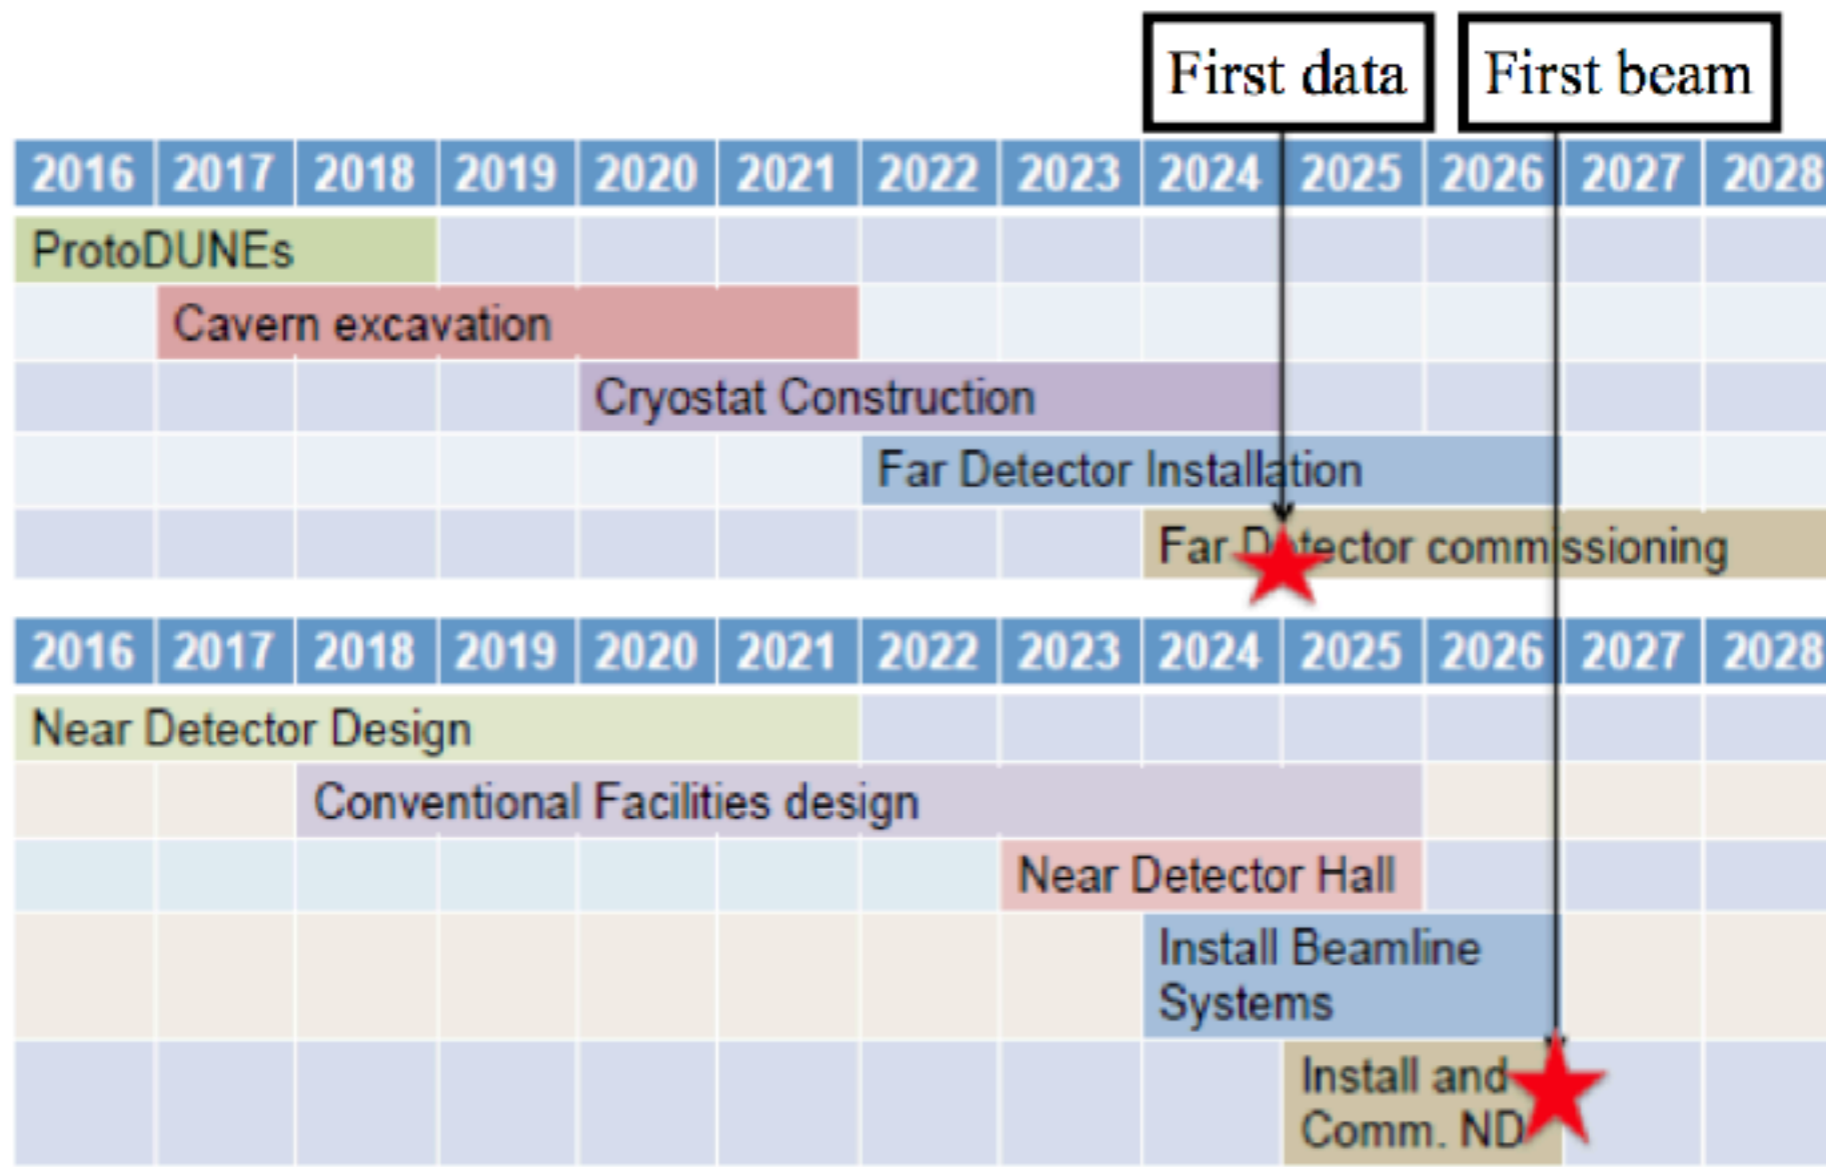 First data
First beam
2016 2017 2018 2019 2020 2021 2022 2023 2024 2025 2026 2027 2028
ProtoDUNEs
Cavern excavation
Cryostat Construction
Far Detector Installation
Far Detector commissioning
2016 2017 2018 2019 2020 2021 2022 2023 2024 2025 2026 2027 2028
Near Detector Design
Conventional Facilities design
Near Detector Hall
Install Beamline
Systems
Install and
Comm. ND